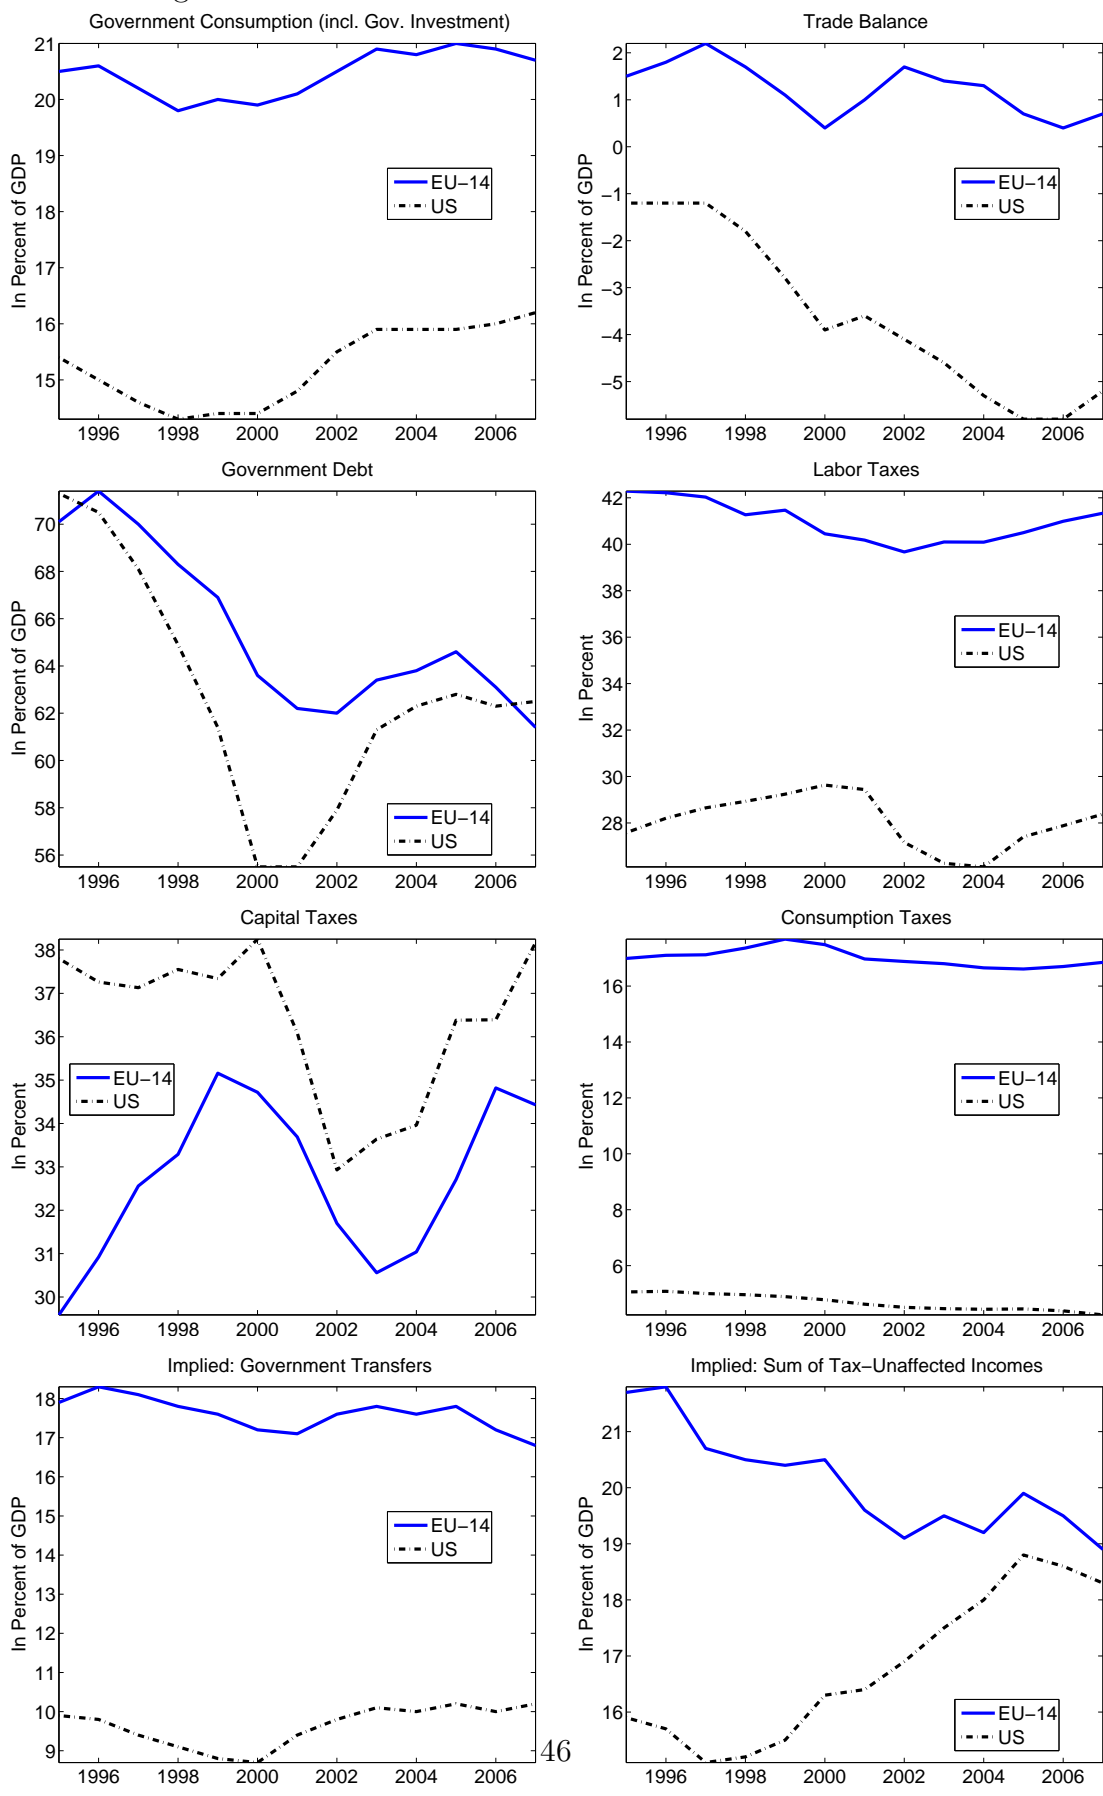 Government Consumption (incl. Gov. Investment)
21
20
19
18
17
16
15
In Percent of GDP
EU−14
US
1996 1998 2000 2002 2004 2006
Trade Balance
2
1
0
−1
−2
−3
−4
−5
In Percent of GDP
EU−14
US
1996 1998 2000 2002 2004 2006
Government Debt
70
68
66
64
62
60
58
56
In Percent of GDP
EU−14
US
1996 1998 2000 2002 2004 2006
Labor Taxes
42
40
38
36
34
32
30
28
In Percent
EU−14
US
1996 1998 2000 2002 2004 2006
Capital Taxes
38
37
36
35
34
33
32
31
30
In Percent
EU−14
US
1996 1998 2000 2002 2004 2006
Consumption Taxes
16
14
12
10
8
6
In Percent
EU−14
US
1996 1998 2000 2002 2004 2006
Implied: Government Transfers
18
17
16
15
14
13
12
11
10
9
In Percent of GDP
EU−14
US
1996 1998 2000 2002 2004 2006
Implied: Sum of Tax−Unaffected Incomes
21
20
19
18
17
16
In Percent of GDP
EU−14
US
1996 1998 2000 2002 2004 2006
46